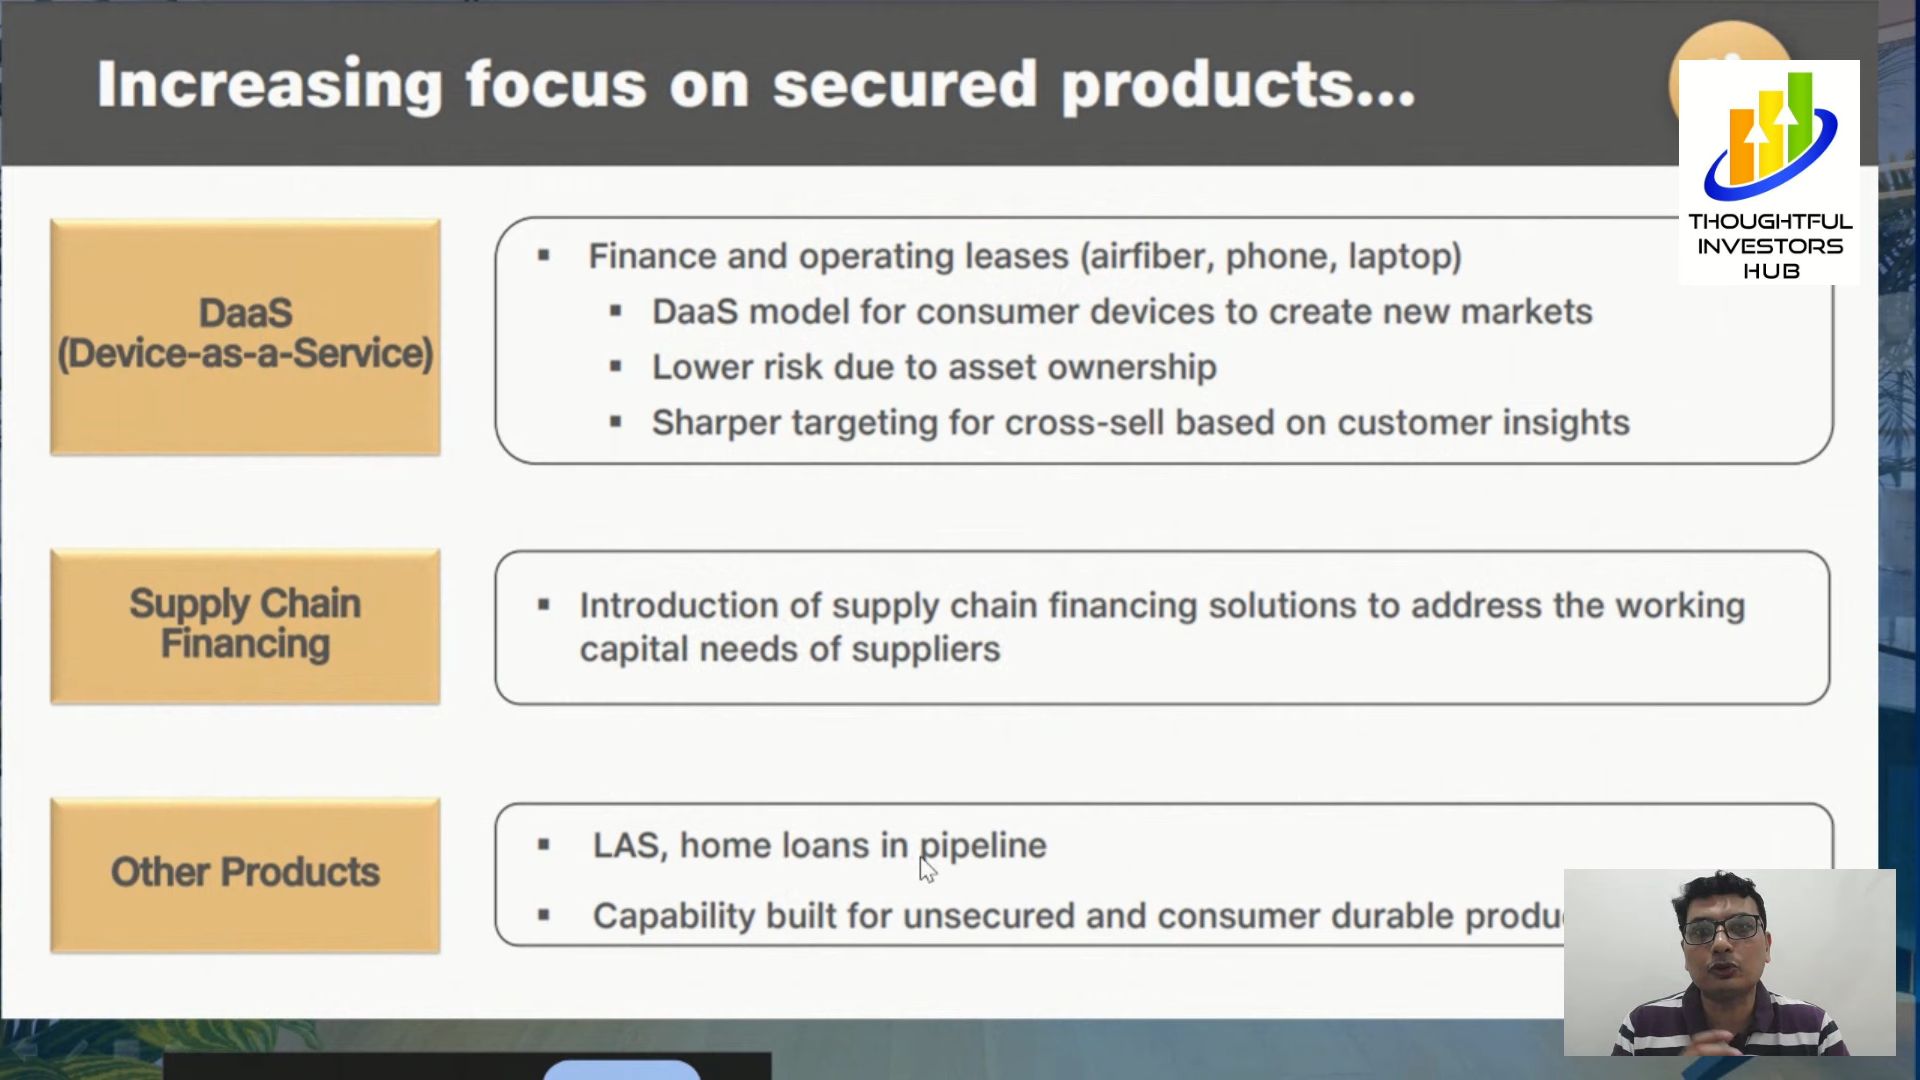 Increasing focus on secured products...
THOUGHTFUL
INVESTORS
HUB
DaaS
(Device-as-a-Service)
▪ Finance and operating leases (airfiber, phone, laptop)
▪ DaaS model for consumer devices to create new markets
▪ Lower risk due to asset ownership
▪ Sharper targeting for cross-sell based on customer insights
Supply Chain
Financing
▪ Introduction of supply chain financing solutions to address the working
capital needs of suppliers
Other Products
▪ LAS, home loans in pipeline
▪ Capability built for unsecured and consumer durable